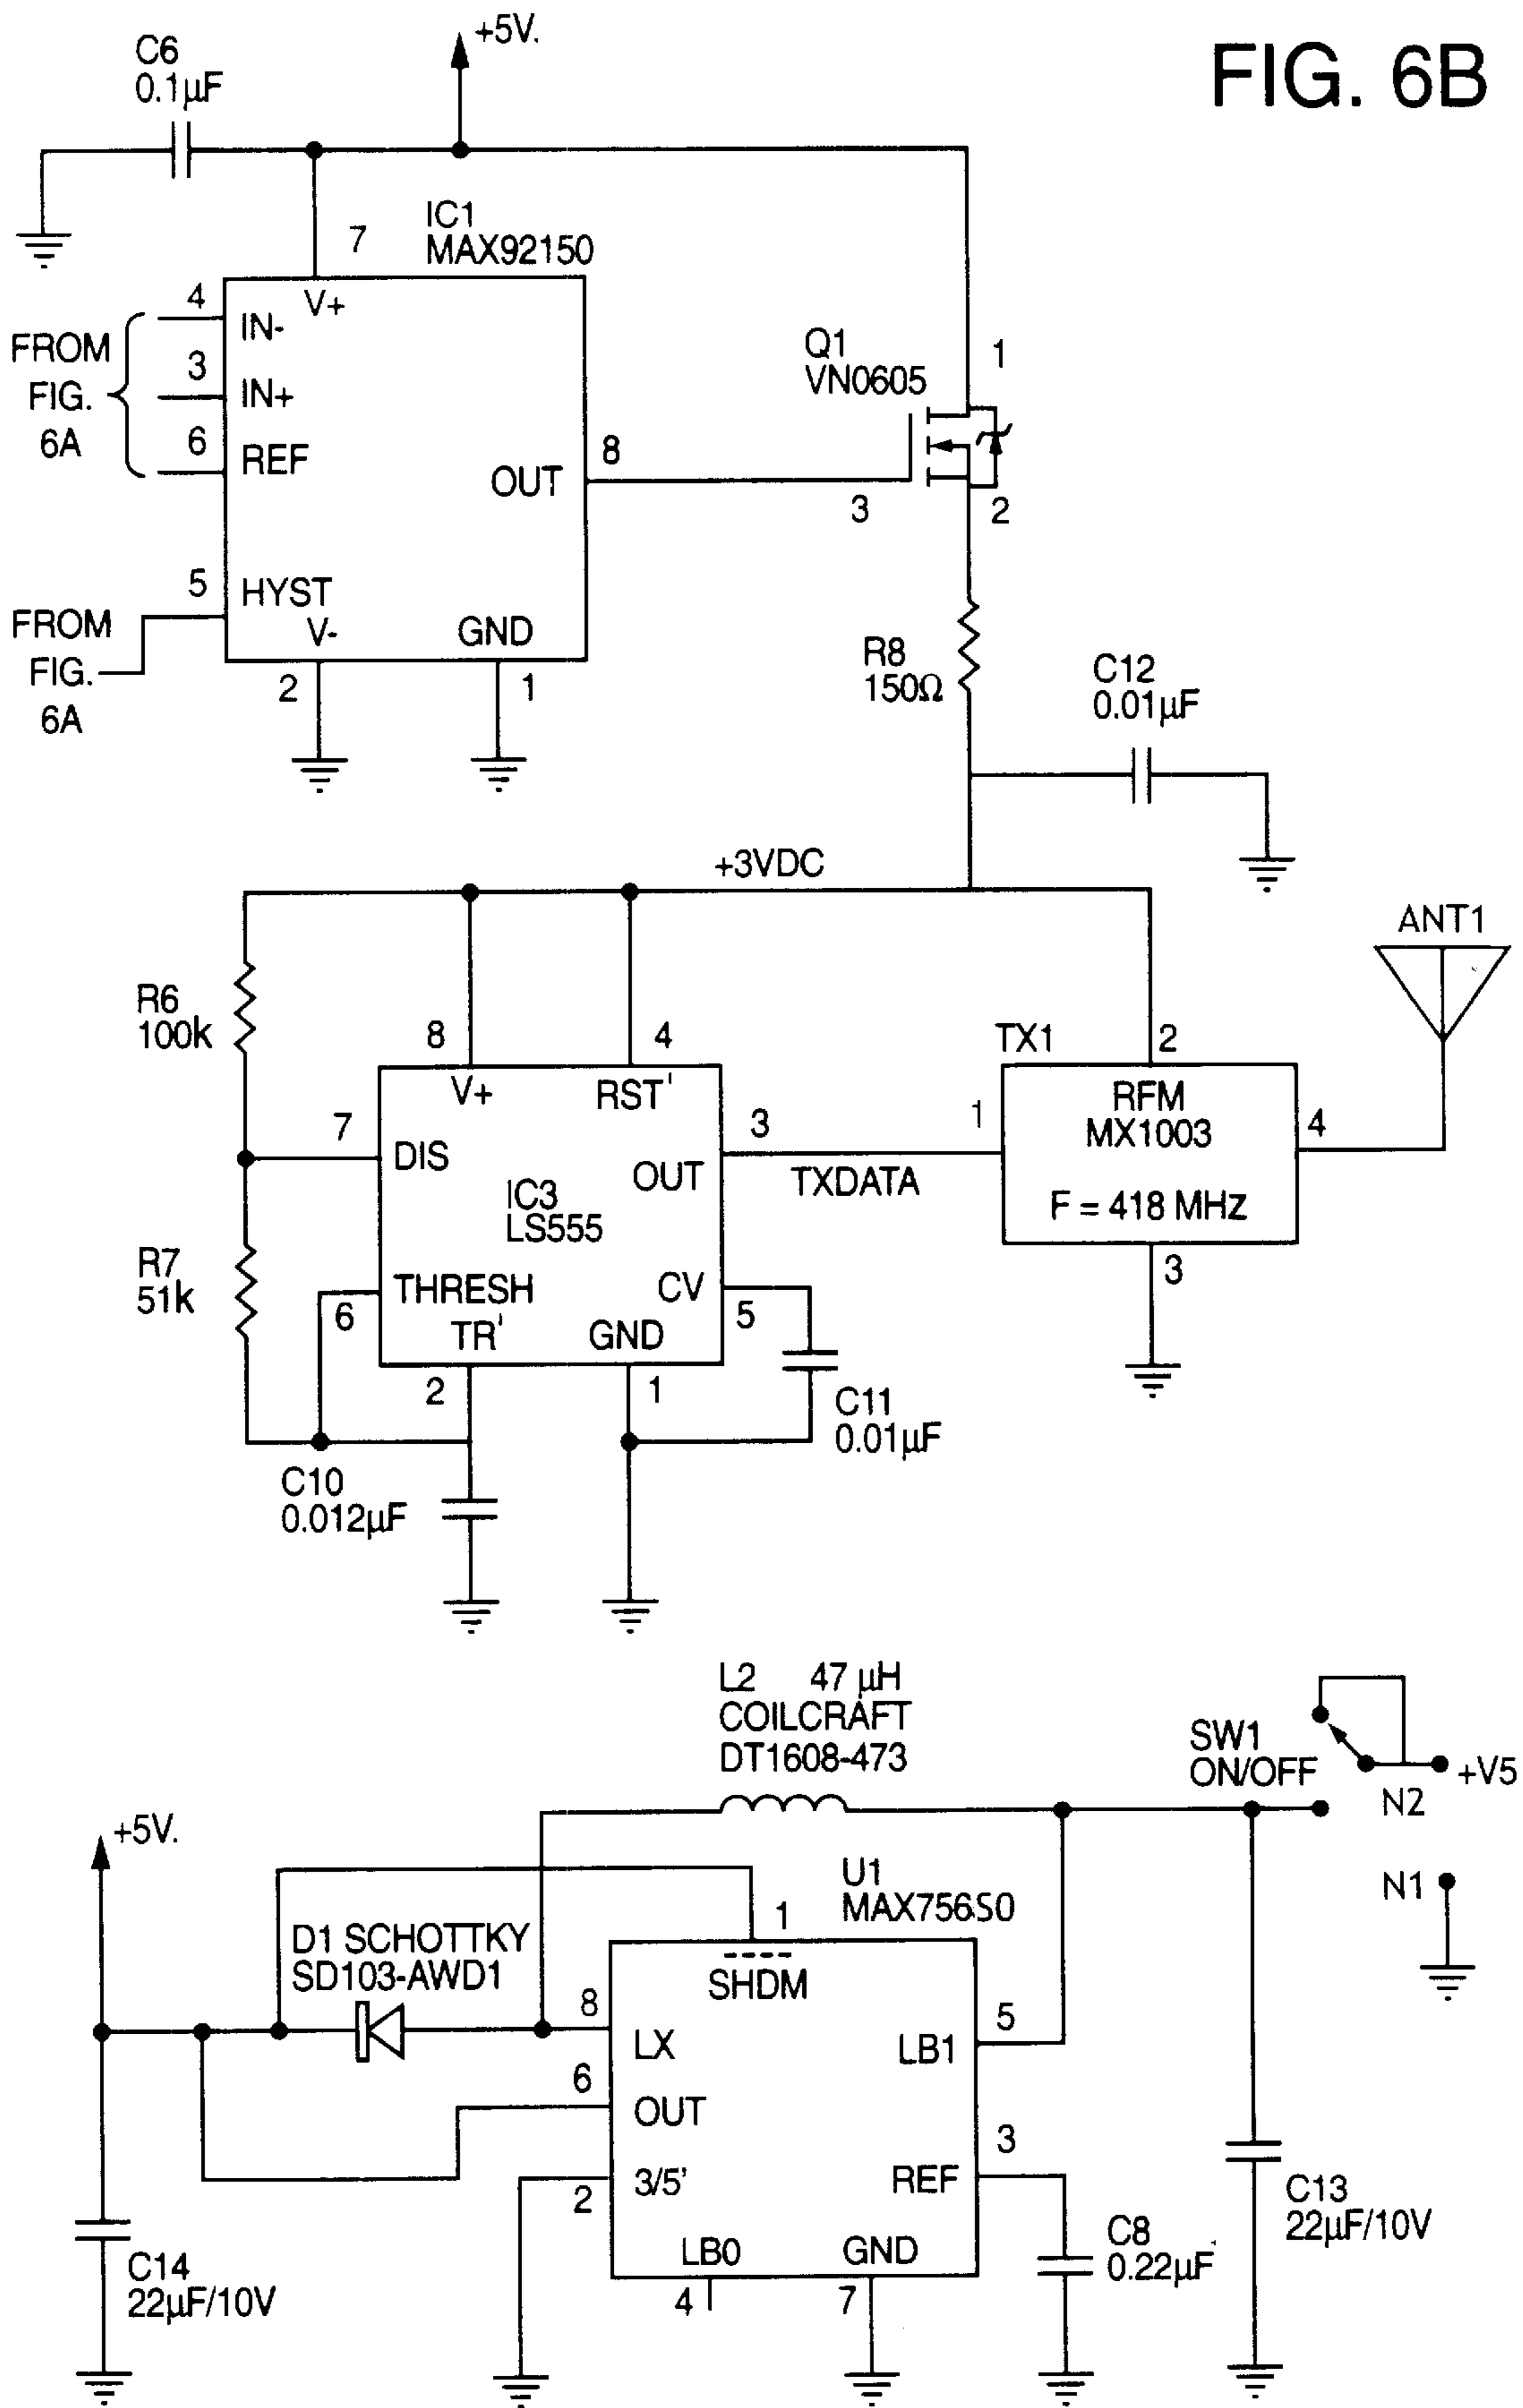 FIG. 6B
+5V.
C6
0.1µF
7
IC1
MAX92150
V+
4
IN-
3
IN+
6
REF
FROM
FIG.
6A
OUT
8
5
HYST
V-
GND
FROM
FIG.
6A
2
1
Q1
VN0605
1
3
2
R8
150Ω
C12
0.01µF
+3VDC
ANT1
R6
100k
8
4
V+
RST'
7
DIS
3
OUT
TXDATA
IC3
LS555
TX1
2
1
RFM
MX1003
F = 418 MHz
4
3
R7
51k
THRESH
6
TR'
GND
CV
5
2
1
C11
0.01µF
C10
0.012µF
L2 47 µH
COILCRAFT
DT1608-473
SW1
ON/OFF
+V5
N2
N1
+5V.
U1
MAX756S0
1
SHDM
D1 SCHOTTKY
SD103-AWD1
8
LX
5
LB1
6
OUT
3
REF
3/5'
2
LB0
GND
4
7
C8
0.22µF
C13
22µF/10V
C14
22µF/10V